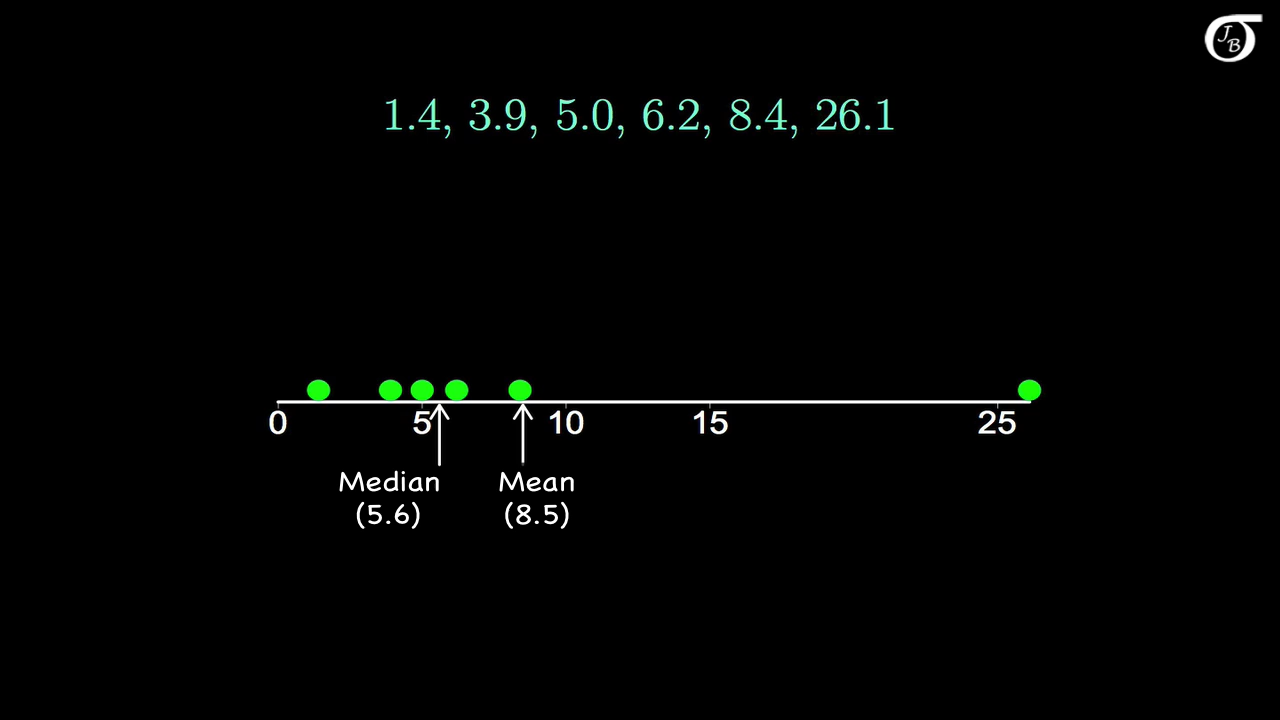 JB
1.4, 3.9, 5.0, 6.2, 8.4, 26.1
0 5 10 15 25
Median Mean
(5.6) (8.5)